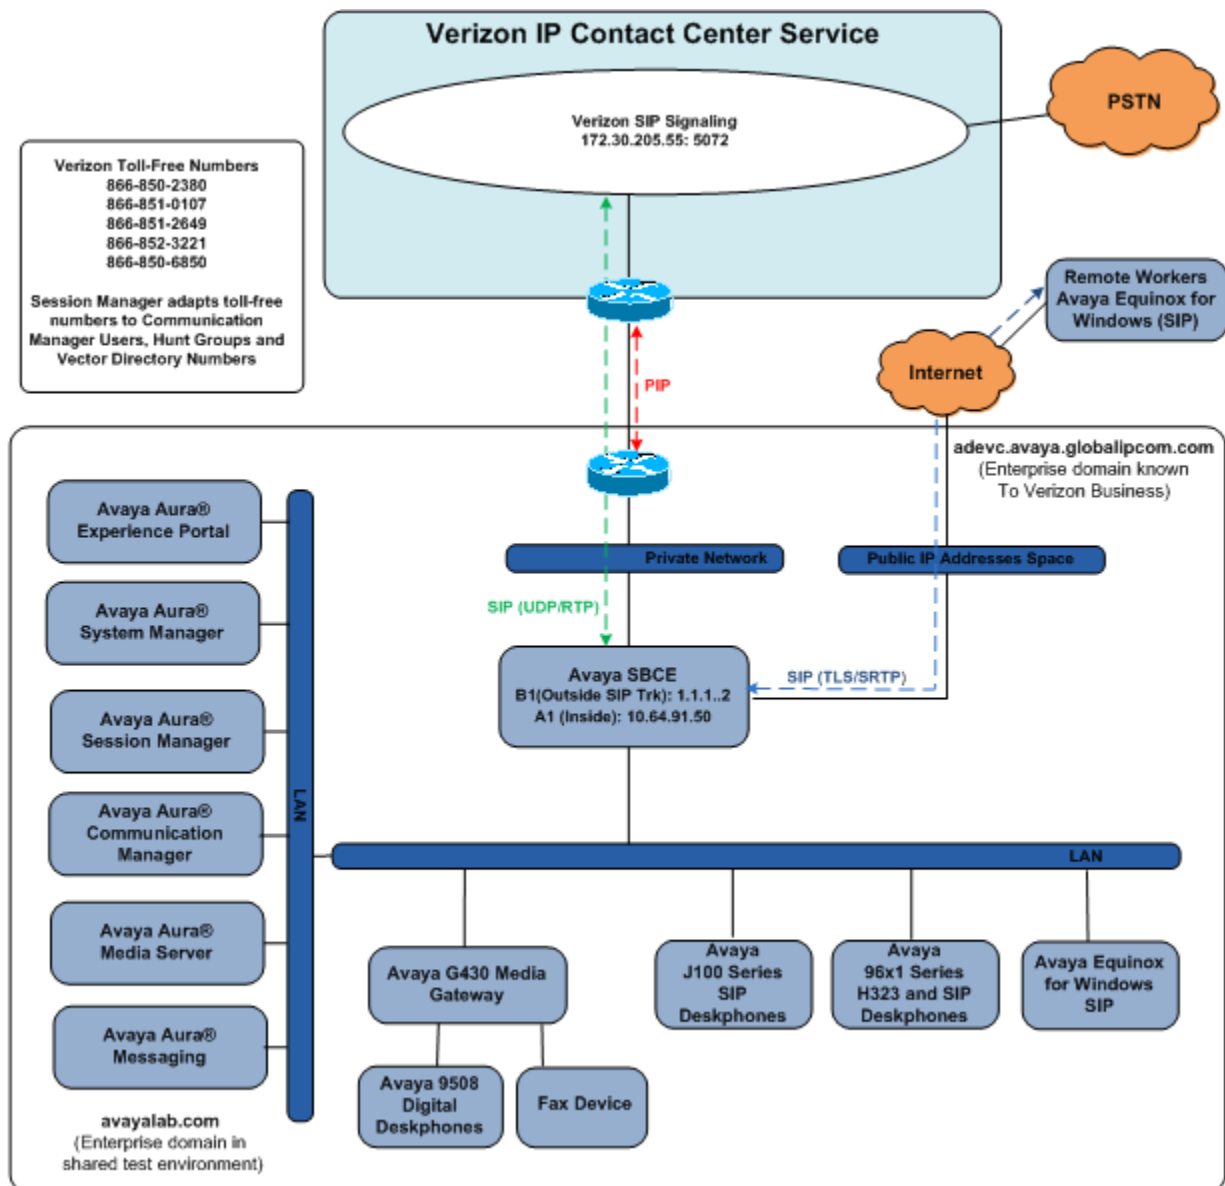 Verizon IP Contact Center Service
Verizon SIP Signaling
172.30.205.55: 5072
PSTN
Verizon Toll-Free Numbers
866-850-2380
866-851-0107
866-851-2649
866-852-3221
866-850-6850
Session Manager adapts toll-free
numbers to Communication
Manager Users, Hunt Groups and
Vector Directory Numbers
Remote Workers
Avaya Equinox for
Windows (SIP)
Internet
PIP
adevc.avaya.globalipcom.com
(Enterprise domain known
To Verizon Business)
Avaya Aura®
Experience Portal
Private Network
Public IP Addresses Space
Avaya Aura®
System Manager
SIP (UDP/RTP)
Avaya SBCE
B1(Outside SIP Trk): 1.1.1..2
A1 (Inside): 10.64.91.50
SIP (TLS/SRTP)
Avaya Aura®
Session Manager
Avaya Aura®
Communication
Manager
LAN
LAN
Avaya Aura®
Media Server
Avaya G430 Media
Gateway
Avaya
J100 Series
SIP
Deskphones
Avaya
96x1 Series
H323 and SIP
Deskphones
Avaya Equinox
for Windows
SIP
Avaya Aura®
Messaging
Avaya 9508
Digital
Deskphones
Fax Device
avayalab.com
(Enterprise domain in
shared test environment)